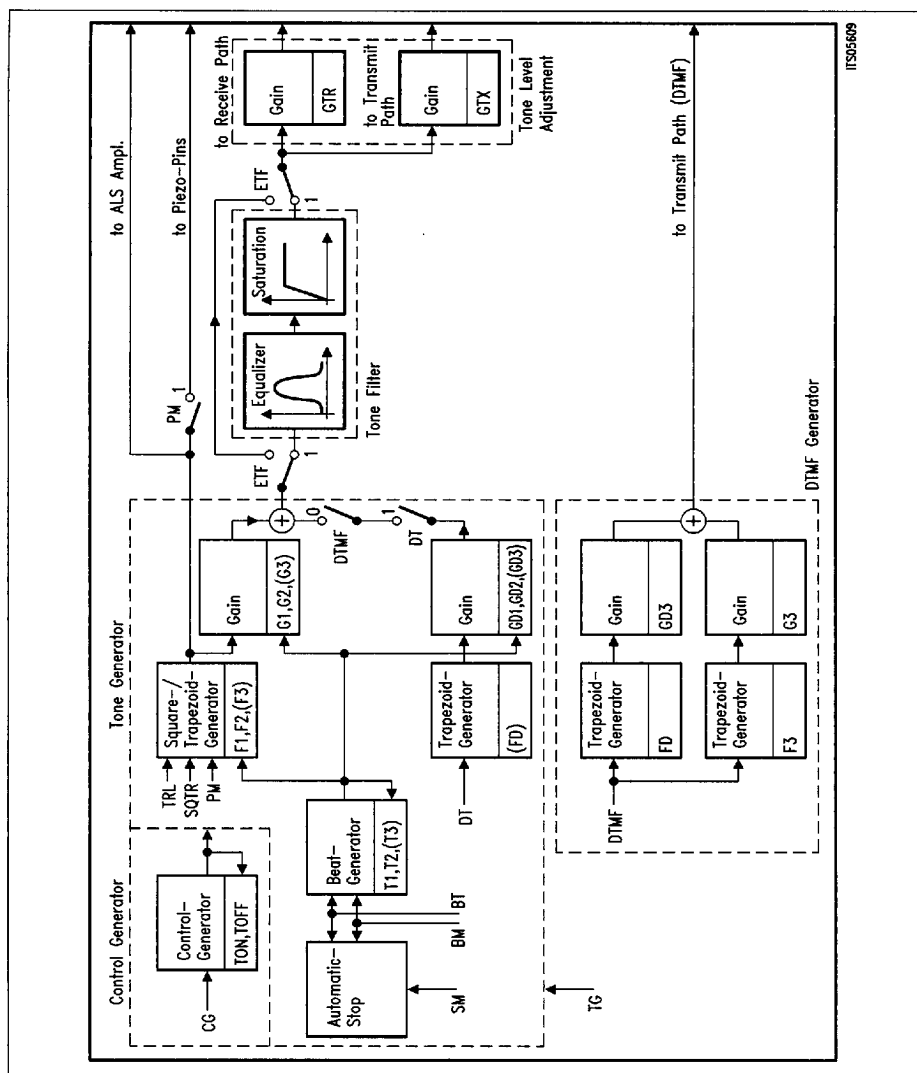 Control Generator
CG
Control-
Generator
TON,TOFF
Tone Generator
TRL
SQTR
PM
Square-/
Trapezoid-
Generator
F1,F2,(F3)
Gain
G1,G2,(G3)
Automatic-
Stop
SM
BM
BT
Beat-
Generator
T1,T2,(T3)
DT
Trapezoid-
Generator
(FD)
Gain
GD1,GD2,(GD3)
DTMF
0
DT
1
TG
PM
1
to ALS Ampl.
to Piezo-Pins
ETF
1
Equalizer
Saturation
Tone Filter
ETF
1
to Receive Path
Gain
GTR
to Transmit
Path
Gain
GTX
Tone Level
Adjustment
DTMF
Trapezoid-
Generator
FD
Gain
GD3
Trapezoid-
Generator
F3
Gain
G3
DTMF Generator
to Transmit Path (DTMF)
ITS05609